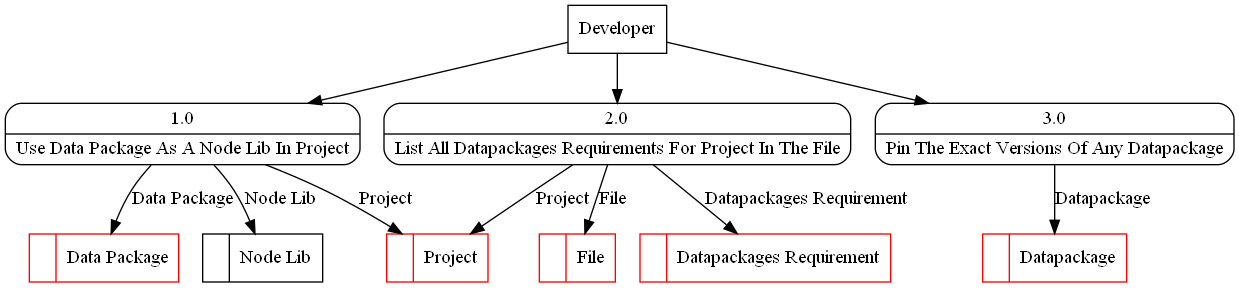 Developer
1.0
Use Data Package As A Node Lib In Project
2.0
List All Datapackages Requirements For Project In The File
3.0
Pin The Exact Versions Of Any Datapackage
Data Package
Node Lib
Project
Project
File
Datapackages Requirement
Datapackage
Data Package
Node Lib
Project
File
Datapackages Requirement
Datapackage